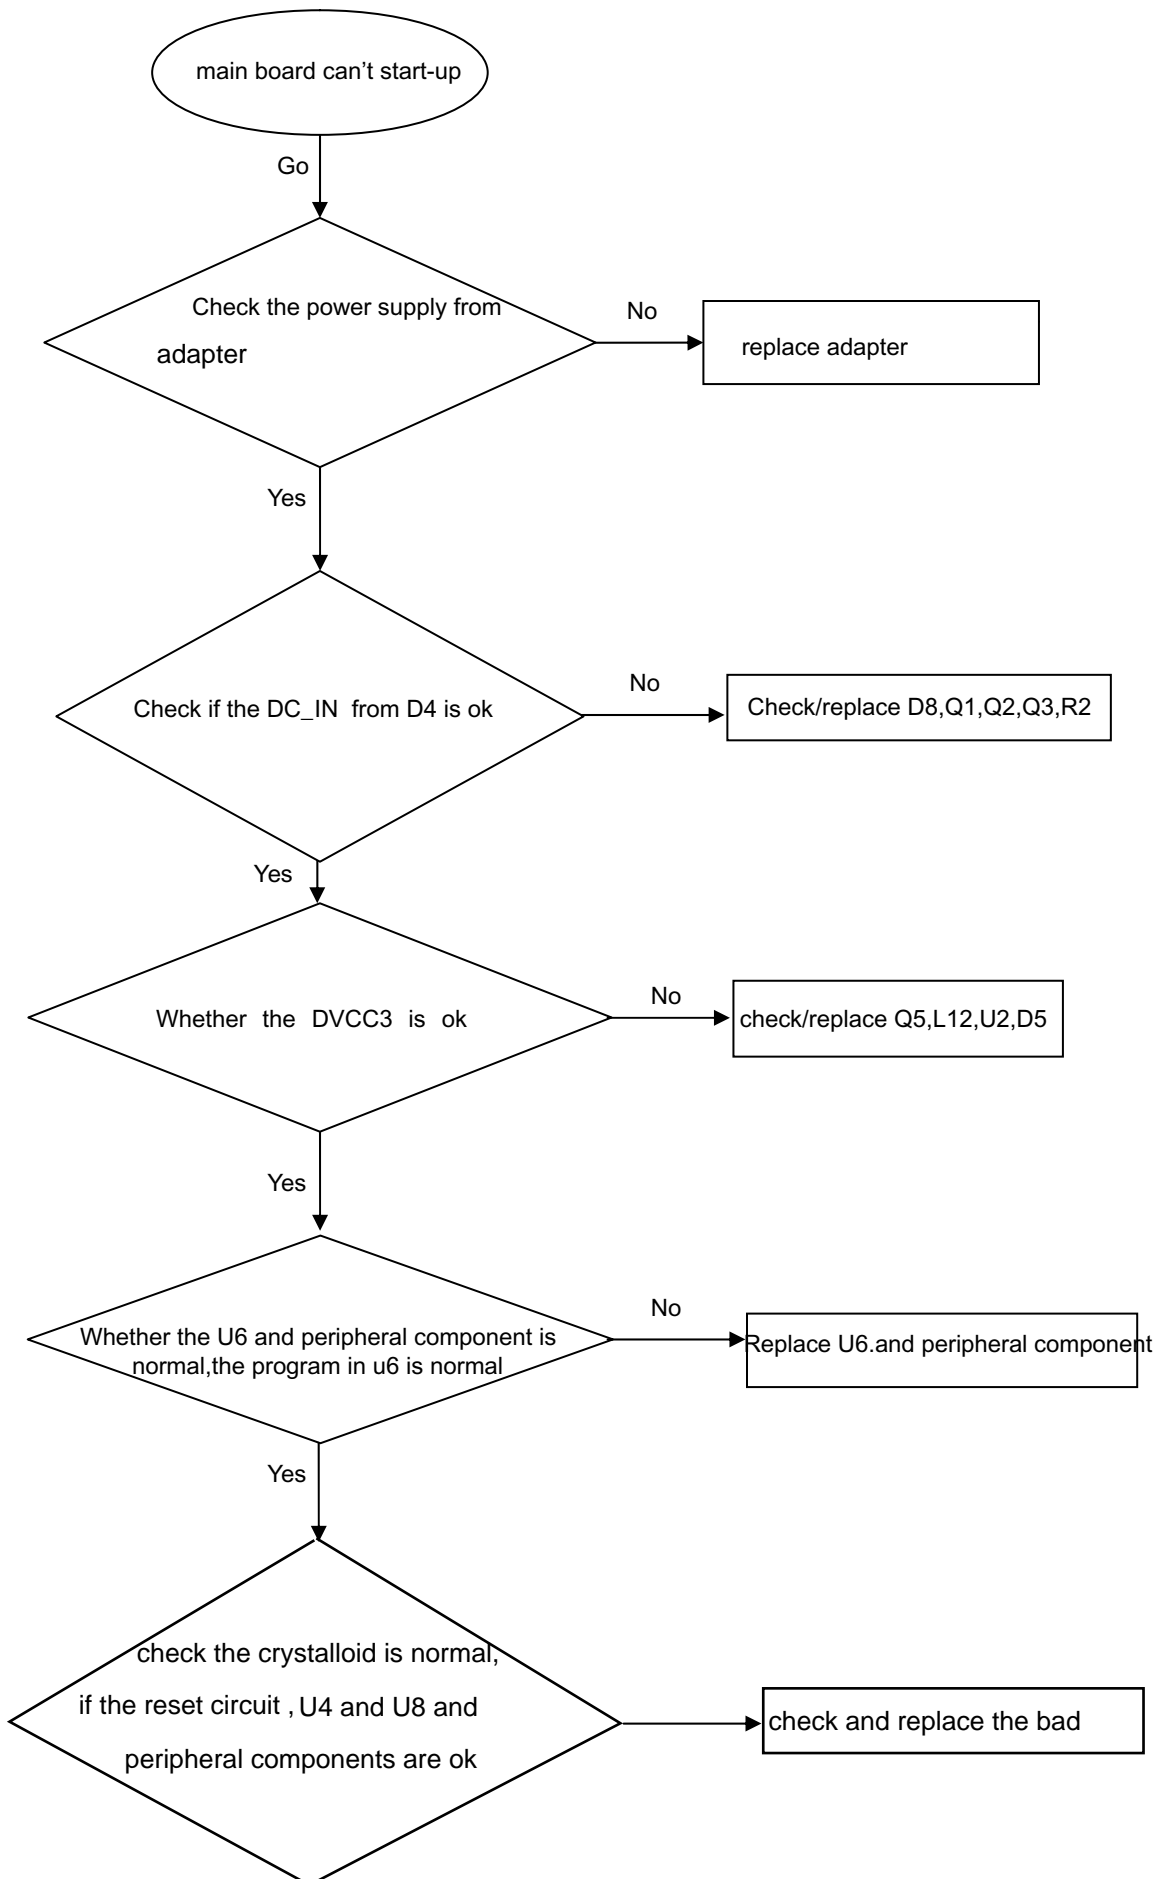 main board can't start-up
Go
Check the power supply from
adapter
No
replace adapter
Yes
Check if the DC_IN from D4 is ok
No
Check/replace D8,Q1,Q2,Q3,R2
Yes
Whether the DVCC3 is ok
No
check/replace Q5,L12,U2,D5
Yes
Whether the U6 and peripheral component is
normal,the program in u6 is normal
No
Replace U6.and peripheral component
Yes
check the crystalloid is normal,
if the reset circuit , U4 and U8 and
peripheral components are ok
check and replace the bad